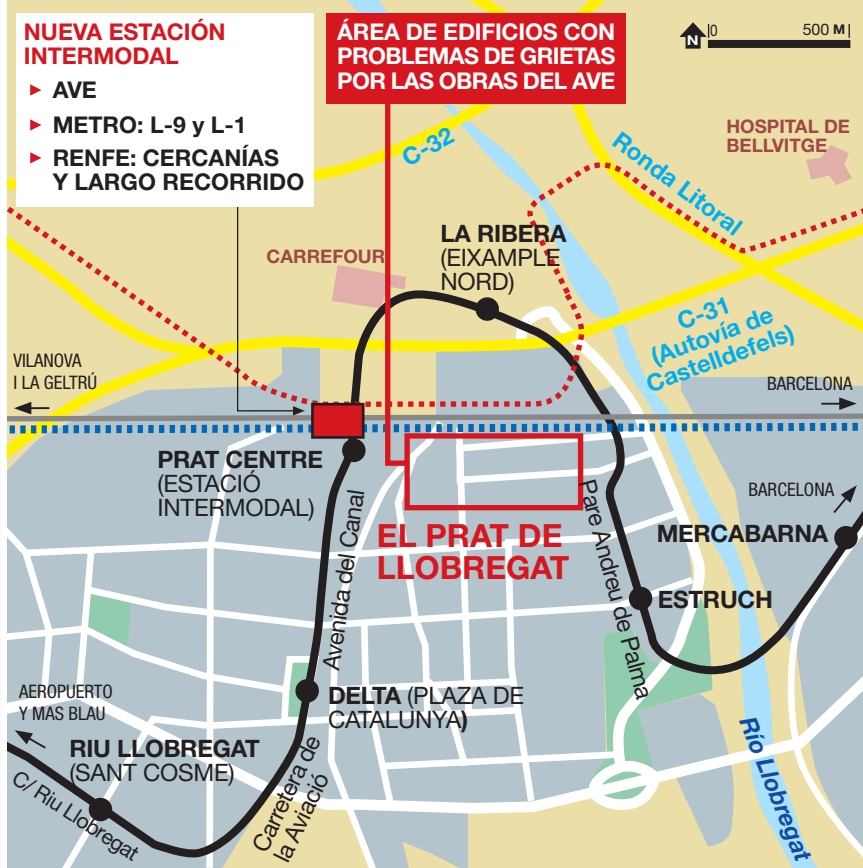 NUEVA ESTACIÓN
INTERMODAL
AVE
METRO: L-9 y L-1
RENFE: CERCANÍAS
Y LARGO RECORRIDO
ÁREA DE EDIFICIOS CON
PROBLEMAS DE GRIETAS
POR LAS OBRAS DEL AVE
N
0
500 M
HOSPITAL DE
BELLVITGE
C-32
Ronda Litoral
CARREFOUR
LA RIBERA
(EIXAMPLE
NORD)
C-31
(Autovía de
Castelldefels)
VILANOVA
I LA GELTRÚ
BARCELONA
PRAT CENTRE
(ESTACIÓ
INTERMODAL)
Avenida del Canal
EL PRAT DE
LLOBREGAT
Pare Andreu de Palma
BARCELONA
MERCABARNA
ESTRUCH
AEROPUERTO
Y MAS BLAU
DELTA (PLAZA DE
CATALUNYA)
RIU LLOBREGAT
(SANT COSME)
C/ Riu Llobregat
Carretera de
la Aviació
Río Llobregat